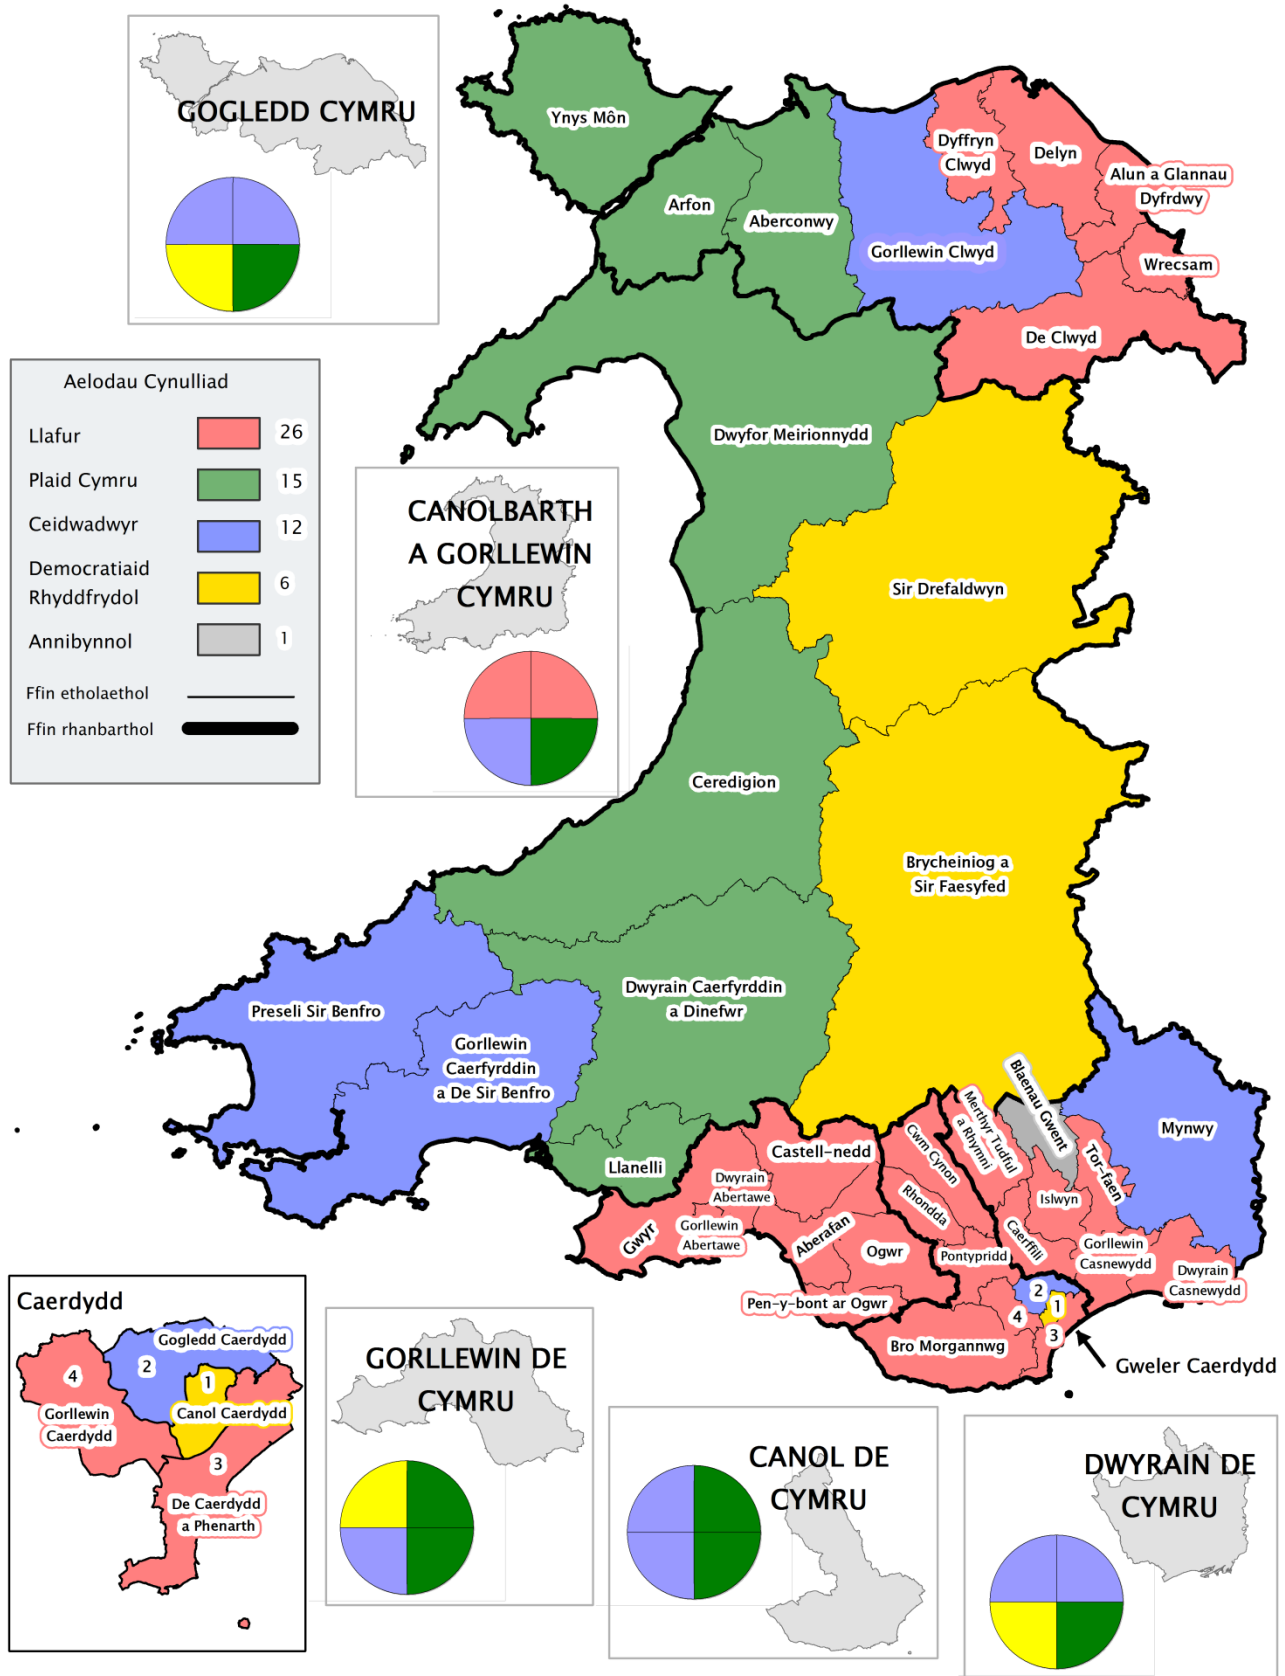 GOGLEDD CYMRU
Ynys Môn
Arfon
Aberconwy
Dyffryn
Clwyd
Delyn
Alun a Glannau
Dyfrdwy
Gorllewin Clwyd
Wrecsam
De Clwyd
Aelodau Cynulliad
Llafur 26
Plaid Cymru 15
Ceidwadwyr 12
Democratiaid
Rhyddfrydol 6
Annibynnol 1
Ffin etholaethol
Ffin rhanbarthol
Dwyfor Meirionnydd
CANOLBARTH
A GORLLEWIN
CYMRU
Sir Drefaldwyn
Ceredigion
Brycheiniog a
Sir Faesyfed
Preseli Sir Benfro
Dwyrain Caerfyrddin
a Dinefwr
Gorllewin
Caerfyrddin
a De Sir Benfro
Llanelli
Blaenau Gwent
Merthyr Tudful
a Rhymni
Mynwy
Castell-nedd
Cwm Cynon
Tor-faen
Dwyrain
Abertawe
Rhondda
Islwyn
Gwyr
Gorllewin
Abertawe
Aberafan
Ogwr
Pontypridd
Caerffili
Gorllewin
Casnewydd
Dwyrain
Casnewydd
Pen-y-bont ar Ogwr
2
1
4
3
Bro Morgannwg
Gweler Caerdydd
Caerdydd
Gogledd Caerdydd
2
4
1
Gorllewin
Caerdydd
Canol Caerdydd
3
De Caerdydd
a Phenarth
GORLLEWIN DE
CYMRU
CANOL DE
CYMRU
DWYRAIN DE
CYMRU